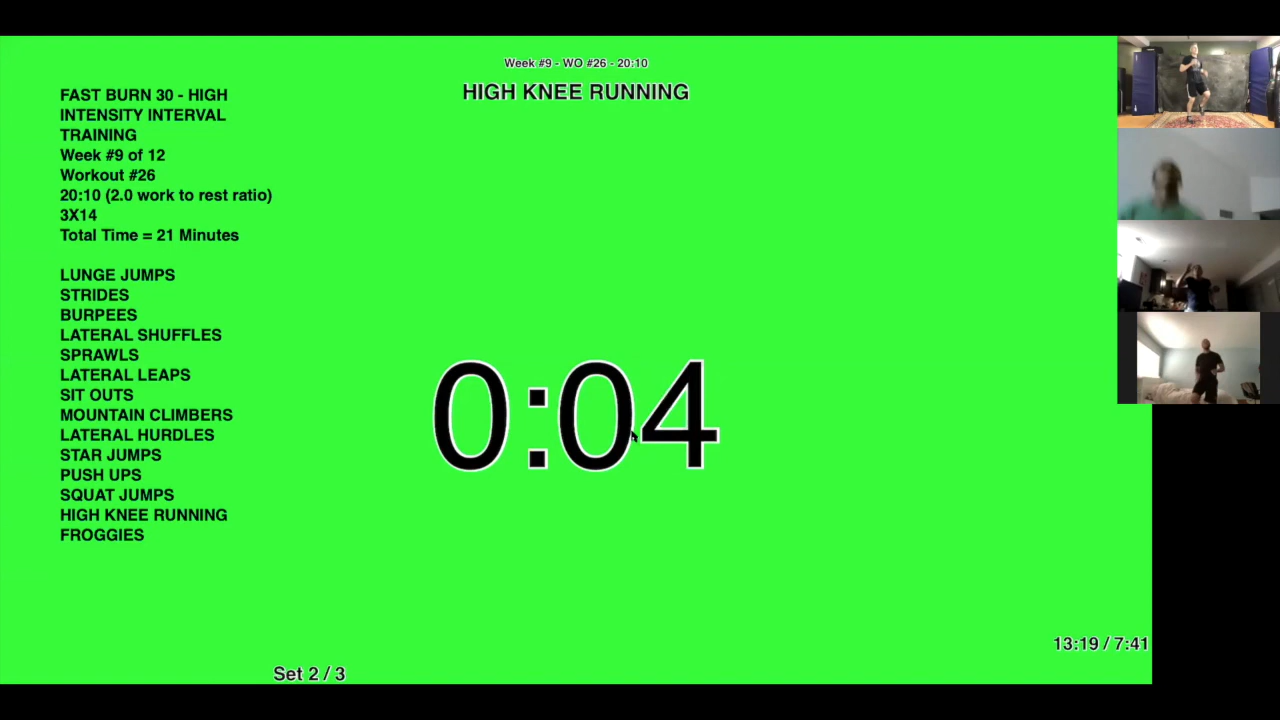 Week #9 - WO #26 - 20:10
HIGH KNEE RUNNING
FAST BURN 30 - HIGH
INTENSITY INTERVAL
TRAINING
Week #9 of 12
Workout #26
20:10 (2.0 work to rest ratio)
3X14
Total Time = 21 Minutes
LUNGE JUMPS
STRIDES
BURPEES
LATERAL SHUFFLES
SPRAWLS
LATERAL LEAPS
SIT OUTS
MOUNTAIN CLIMBERS
LATERAL HURDLES
STAR JUMPS
PUSH UPS
SQUAT JUMPS
HIGH KNEE RUNNING
FROGGIES
0:04
13:19 / 7:41
Set 2 / 3